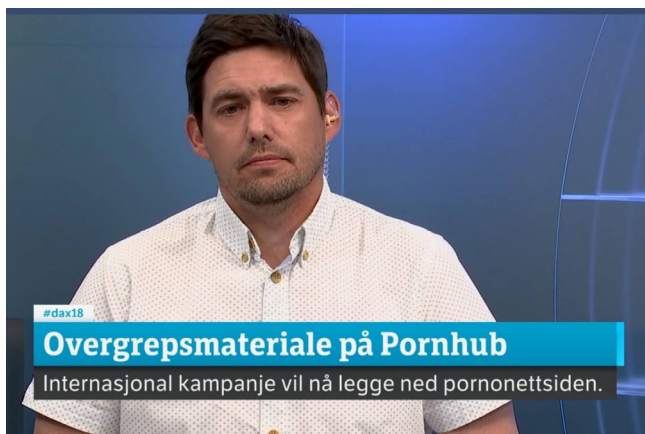 #dax18
Overgrepsmateriale på Pornhub
Internasjonal kampanje vil nå legge ned pornonettsiden.